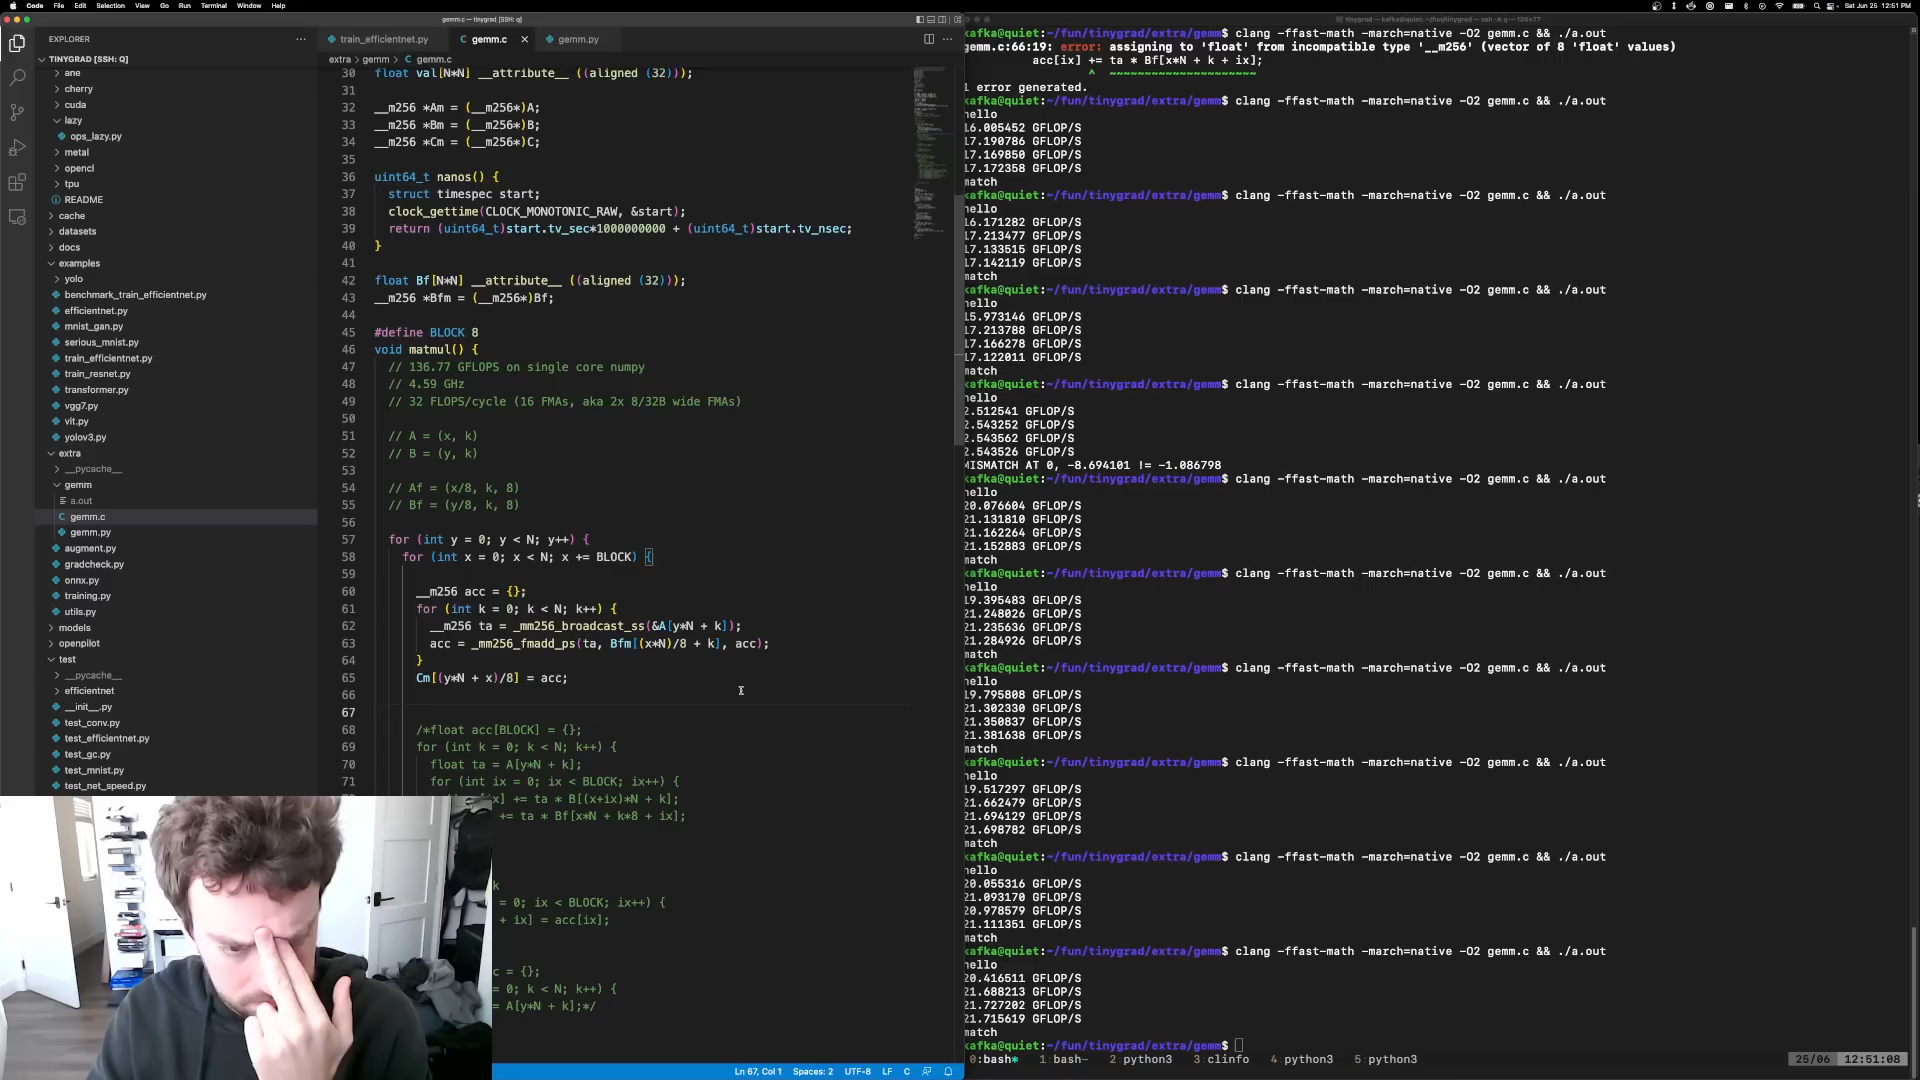 Code File Edit Selection View Go Run Terminal Window Help
Sat Jun 25 12:51 PM
gemm.c — tinygrad [SSH: q]
EXPLORER
TINYGRAD [SSH: Q]
ane
cherry
cuda
lazy
ops_lazy.py
metal
opencl
tpu
README
cache
datasets
docs
examples
yolo
benchmark_train_efficientnet.py
efficientnet.py
mnist_gan.py
serious_mnist.py
train_efficientnet.py
train_resnet.py
transformer.py
vgg7.py
vit.py
yolov3.py
extra
__pycache__
gemm
a.out
gemm.c
gemm.py
augment.py
gradcheck.py
onnx.py
training.py
utils.py
models
openpilot
test
__pycache__
efficientnet
__init__.py
test_conv.py
test_efficientnet.py
test_gc.py
test_mnist.py
test_net_speed.py
train_efficientnet.py
gemm.c
gemm.py
extra > gemm > C gemm.c
30 float val[N*N] __attribute__ ((aligned (32)));
31
32 __m256 *Am = (__m256*)A;
33 __m256 *Bm = (__m256*)B;
34 __m256 *Cm = (__m256*)C;
35
36 uint64_t nanos() {
37 struct timespec start;
38 clock_gettime(CLOCK_MONOTONIC_RAW, &start);
39 return (uint64_t)start.tv_sec*1000000000 + (uint64_t)start.tv_nsec;
40 }
41
42 float Bf[N*N] __attribute__ ((aligned (32)));
43 __m256 *Bfm = (__m256*)Bf;
44
45 #define BLOCK 8
46 void matmul() {
47 // 136.77 GFLOPS on single core numpy
48 // 4.59 GHz
49 // 32 FLOPS/cycle (16 FMAs, aka 2x 8/32B wide FMAs)
50
51 // A = (x, k)
52 // B = (y, k)
53
54 // Af = (x/8, k, 8)
55 // Bf = (y/8, k, 8)
56
57 for (int y = 0; y < N; y++) {
58 for (int x = 0; x < N; x += BLOCK) {
59
60 __m256 acc = {};
61 for (int k = 0; k < N; k++) {
62 __m256 ta = _mm256_broadcast_ss(&A[y*N + k]);
63 acc = _mm256_fmadd_ps(ta, Bfm[(x*N)/8 + k], acc);
64 }
65 Cm[(y*N + x)/8] = acc;
66
67
68 /*float acc[BLOCK] = {};
69 for (int k = 0; k < N; k++) {
70 float ta = A[y*N + k];
71 for (int ix = 0; ix < BLOCK; ix++) {
x] += ta * B[(x+ix)*N + k];
+= ta * Bf[x*N + k*8 + ix];
k
= 0; ix < BLOCK; ix++) {
+ ix] = acc[ix];
c = {};
= 0; k < N; k++) {
= A[y*N + k];*/
Ln 67, Col 1 Spaces: 2 UTF-8 LF C
tinygrad — kafka@quiet: ~/fun/tinygrad/extra/gemm — ssh -A q — 135×77
kafka@quiet:~/fun/tinygrad/extra/gemm$ clang -ffast-math -march=native -O2 gemm.c && ./a.out
gemm.c:66:19: error: assigning to 'float' from incompatible type '__m256' (vector of 8 'float' values)
acc[ix] += ta * Bf[x*N + k + ix];
^ ~~~~~~~~~~~~~~~~~~~~~
1 error generated.
kafka@quiet:~/fun/tinygrad/extra/gemm$ clang -ffast-math -march=native -O2 gemm.c && ./a.out
hello
16.005452 GFLOP/S
17.190786 GFLOP/S
17.169850 GFLOP/S
17.172358 GFLOP/S
match
kafka@quiet:~/fun/tinygrad/extra/gemm$ clang -ffast-math -march=native -O2 gemm.c && ./a.out
hello
16.171282 GFLOP/S
17.213477 GFLOP/S
17.133515 GFLOP/S
17.142119 GFLOP/S
match
kafka@quiet:~/fun/tinygrad/extra/gemm$ clang -ffast-math -march=native -O2 gemm.c && ./a.out
hello
15.973146 GFLOP/S
17.213788 GFLOP/S
17.166278 GFLOP/S
17.122011 GFLOP/S
match
kafka@quiet:~/fun/tinygrad/extra/gemm$ clang -ffast-math -march=native -O2 gemm.c && ./a.out
hello
2.512541 GFLOP/S
2.543252 GFLOP/S
2.543562 GFLOP/S
2.543526 GFLOP/S
MISMATCH AT 0, -8.694101 != -1.086798
kafka@quiet:~/fun/tinygrad/extra/gemm$ clang -ffast-math -march=native -O2 gemm.c && ./a.out
hello
20.076604 GFLOP/S
21.131810 GFLOP/S
21.162264 GFLOP/S
21.152883 GFLOP/S
match
kafka@quiet:~/fun/tinygrad/extra/gemm$ clang -ffast-math -march=native -O2 gemm.c && ./a.out
hello
19.395483 GFLOP/S
21.248026 GFLOP/S
21.235636 GFLOP/S
21.284926 GFLOP/S
match
kafka@quiet:~/fun/tinygrad/extra/gemm$ clang -ffast-math -march=native -O2 gemm.c && ./a.out
hello
19.795808 GFLOP/S
21.302330 GFLOP/S
21.350837 GFLOP/S
21.381638 GFLOP/S
match
kafka@quiet:~/fun/tinygrad/extra/gemm$ clang -ffast-math -march=native -O2 gemm.c && ./a.out
hello
19.517297 GFLOP/S
21.662479 GFLOP/S
21.694129 GFLOP/S
21.698782 GFLOP/S
match
kafka@quiet:~/fun/tinygrad/extra/gemm$ clang -ffast-math -march=native -O2 gemm.c && ./a.out
hello
20.055316 GFLOP/S
21.093170 GFLOP/S
20.978579 GFLOP/S
21.111351 GFLOP/S
match
kafka@quiet:~/fun/tinygrad/extra/gemm$ clang -ffast-math -march=native -O2 gemm.c && ./a.out
hello
20.416511 GFLOP/S
21.688213 GFLOP/S
21.727202 GFLOP/S
21.715619 GFLOP/S
match
kafka@quiet:~/fun/tinygrad/extra/gemm$
0:bash* 1 bash- 2 python3 3 clinfo 4 python3 5 python3
25/06 12:51:08